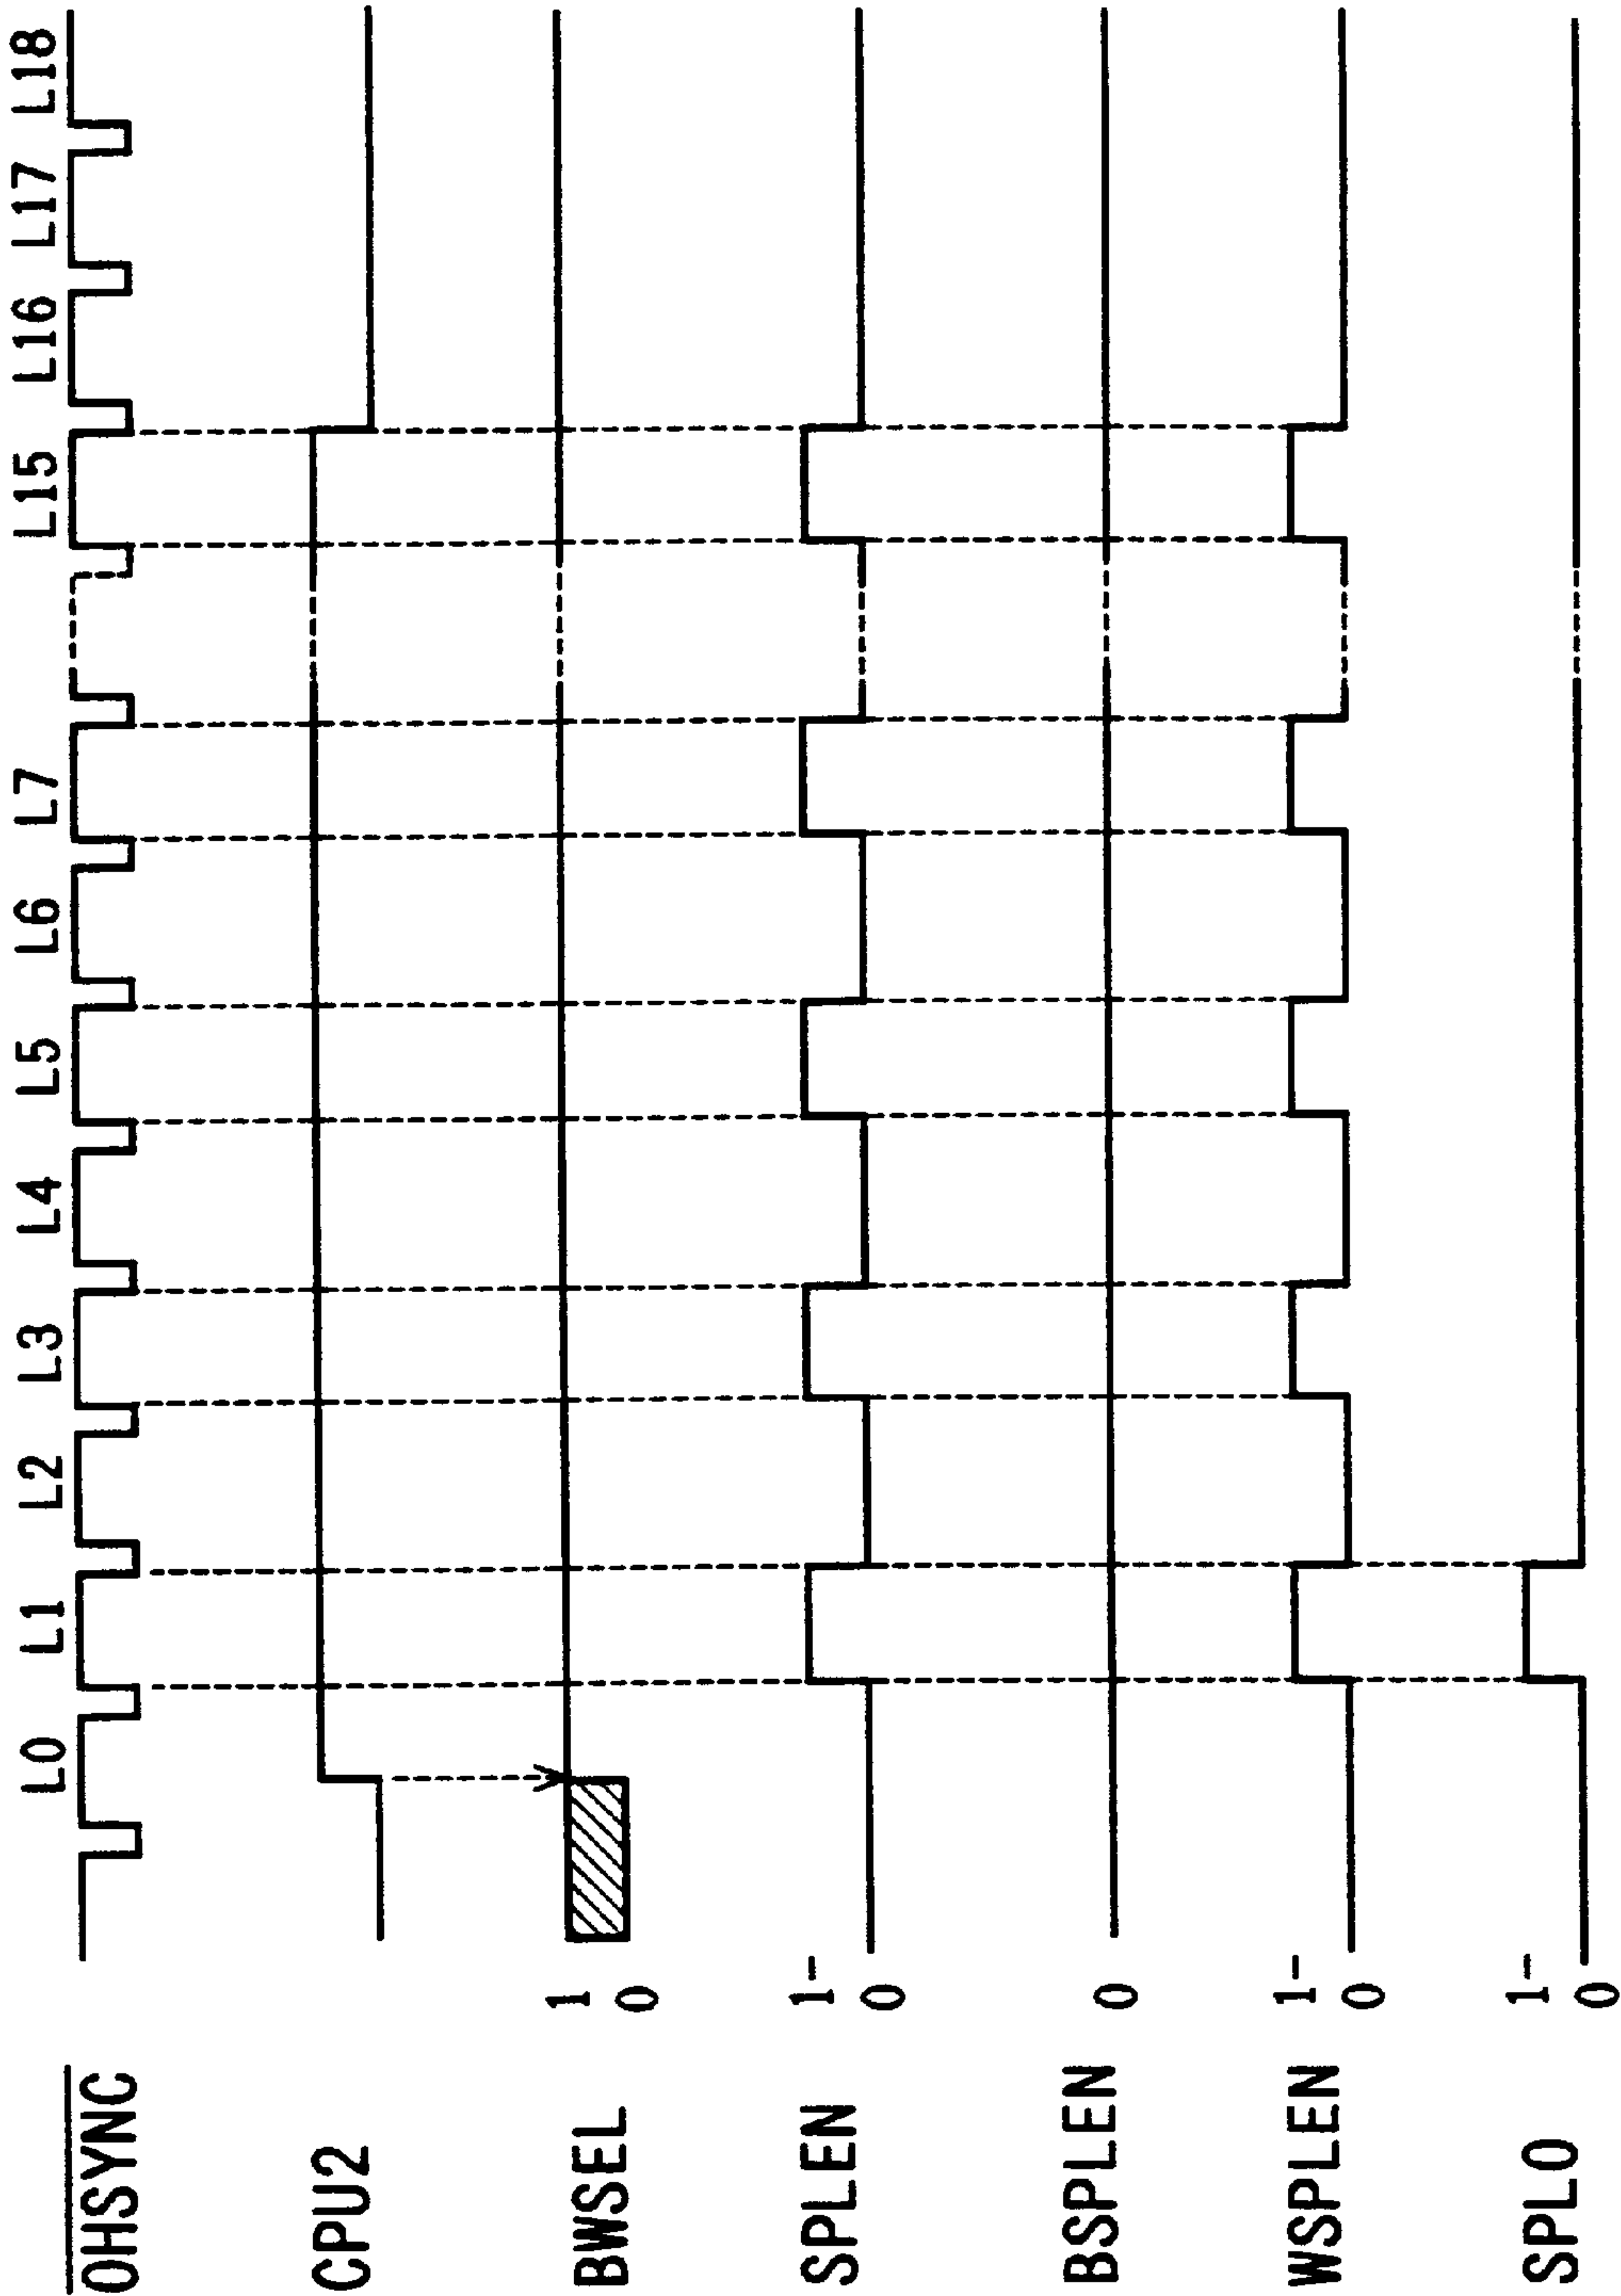 OHSYNC
L0 L1 L2 L3 L4 L5 L6 L7 L15 L16 L17 L18
CPU2
BWSEL
1
0
SPLEN
1
0
BSPLEN
0
WSPLEN
1
0
SPLO
1
0